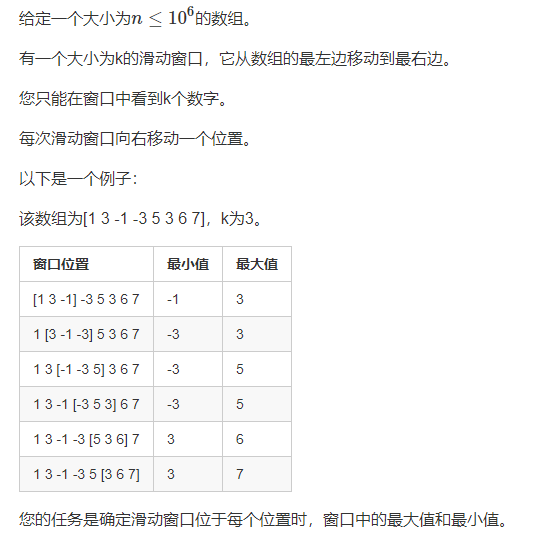 给定一个大小为n ≤ 10⁶的数组。
有一个大小为k的滑动窗口，它从数组的最左边移动到最右边。
您只能在窗口中看到k个数字。
每次滑动窗口向右移动一个位置。
以下是一个例子：
该数组为[1 3 -1 -3 5 3 6 7]，k为3。
窗口位置 最小值 最大值
[1 3 -1] -3 5 3 6 7 -1 3
1 [3 -1 -3] 5 3 6 7 -3 3
1 3 [-1 -3 5] 3 6 7 -3 5
1 3 -1 [-3 5 3] 6 7 -3 5
1 3 -1 -3 [5 3 6] 7 3 6
1 3 -1 -3 5 [3 6 7] 3 7
您的任务是确定滑动窗口位于每个位置时，窗口中的最大值和最小值。